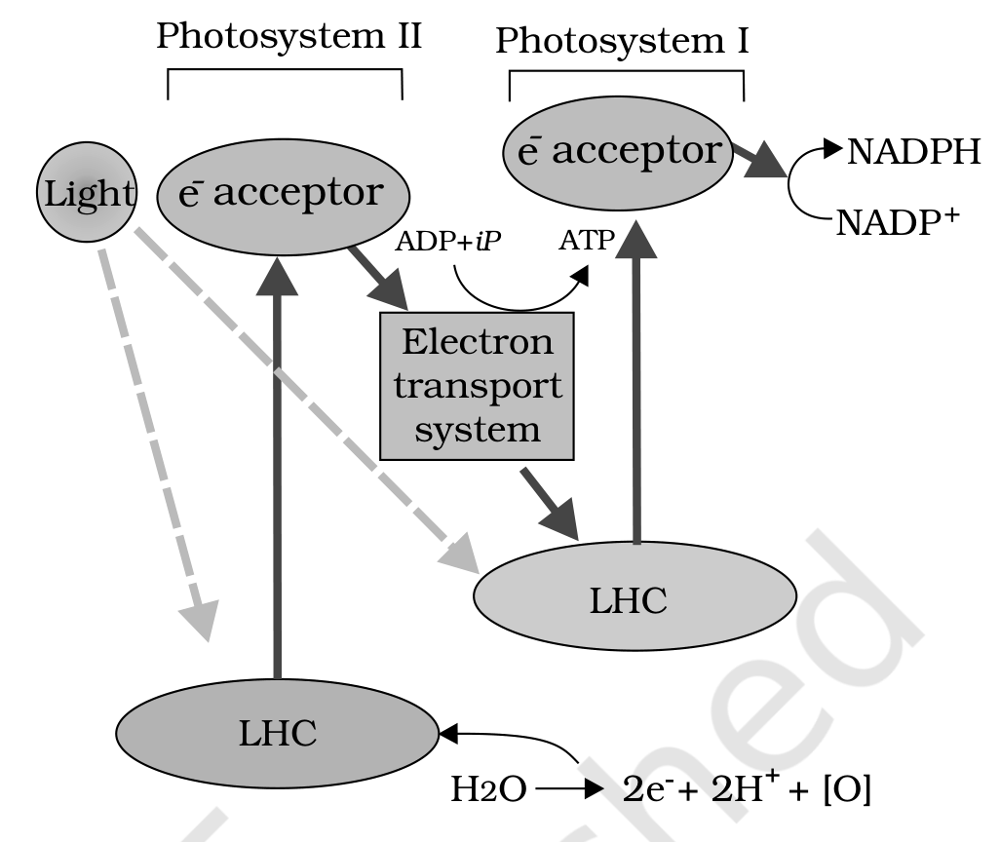 Photosystem II
Photosystem I
Light
e⁻ acceptor
e⁻ acceptor
NADPH
NADP⁺
ADP+iP
ATP
Electron
transport
system
LHC
LHC
H2O → 2e⁻+ 2H⁺ + [O]
hed